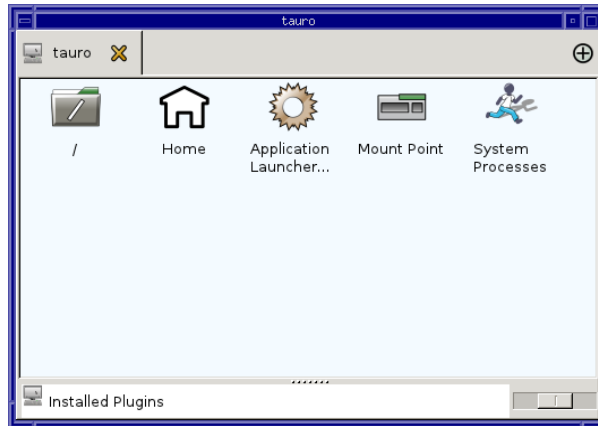 tauro
tauro
/
Home
Application
Launcher...
Mount Point
System
Processes
Installed Plugins